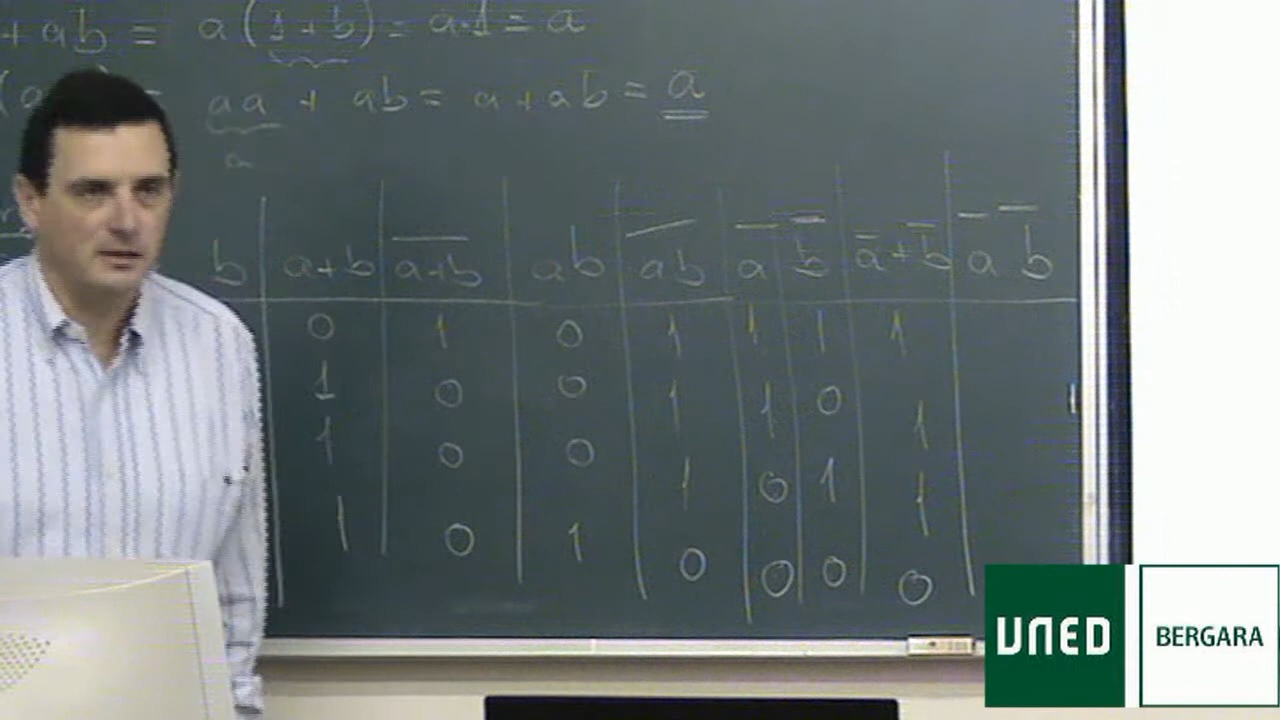 + ab = a (1 + b) = a·1 = a
(a = aa + ab = a + ab = a
a
b a+b a̅+̅b̅ ab a̅b̅ a̅ b̅ a̅ + b̅ a̅ b̅
0 1 0 1 1 1 1
1 0 0 1 1 0 1
1 0 0 1 0 1 1
1 0 1 0 0 0 0
UNED BERGARA